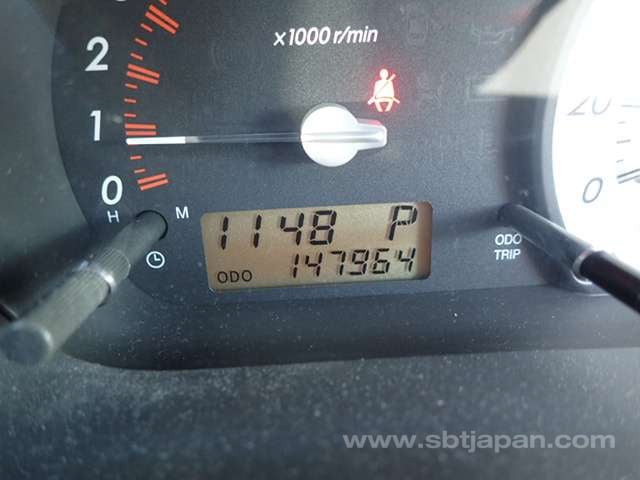 x1000 r/min
2
1
0
H M
1148 P
ODO 147964
ODO
TRIP
20
0
www.sbtjapan.com